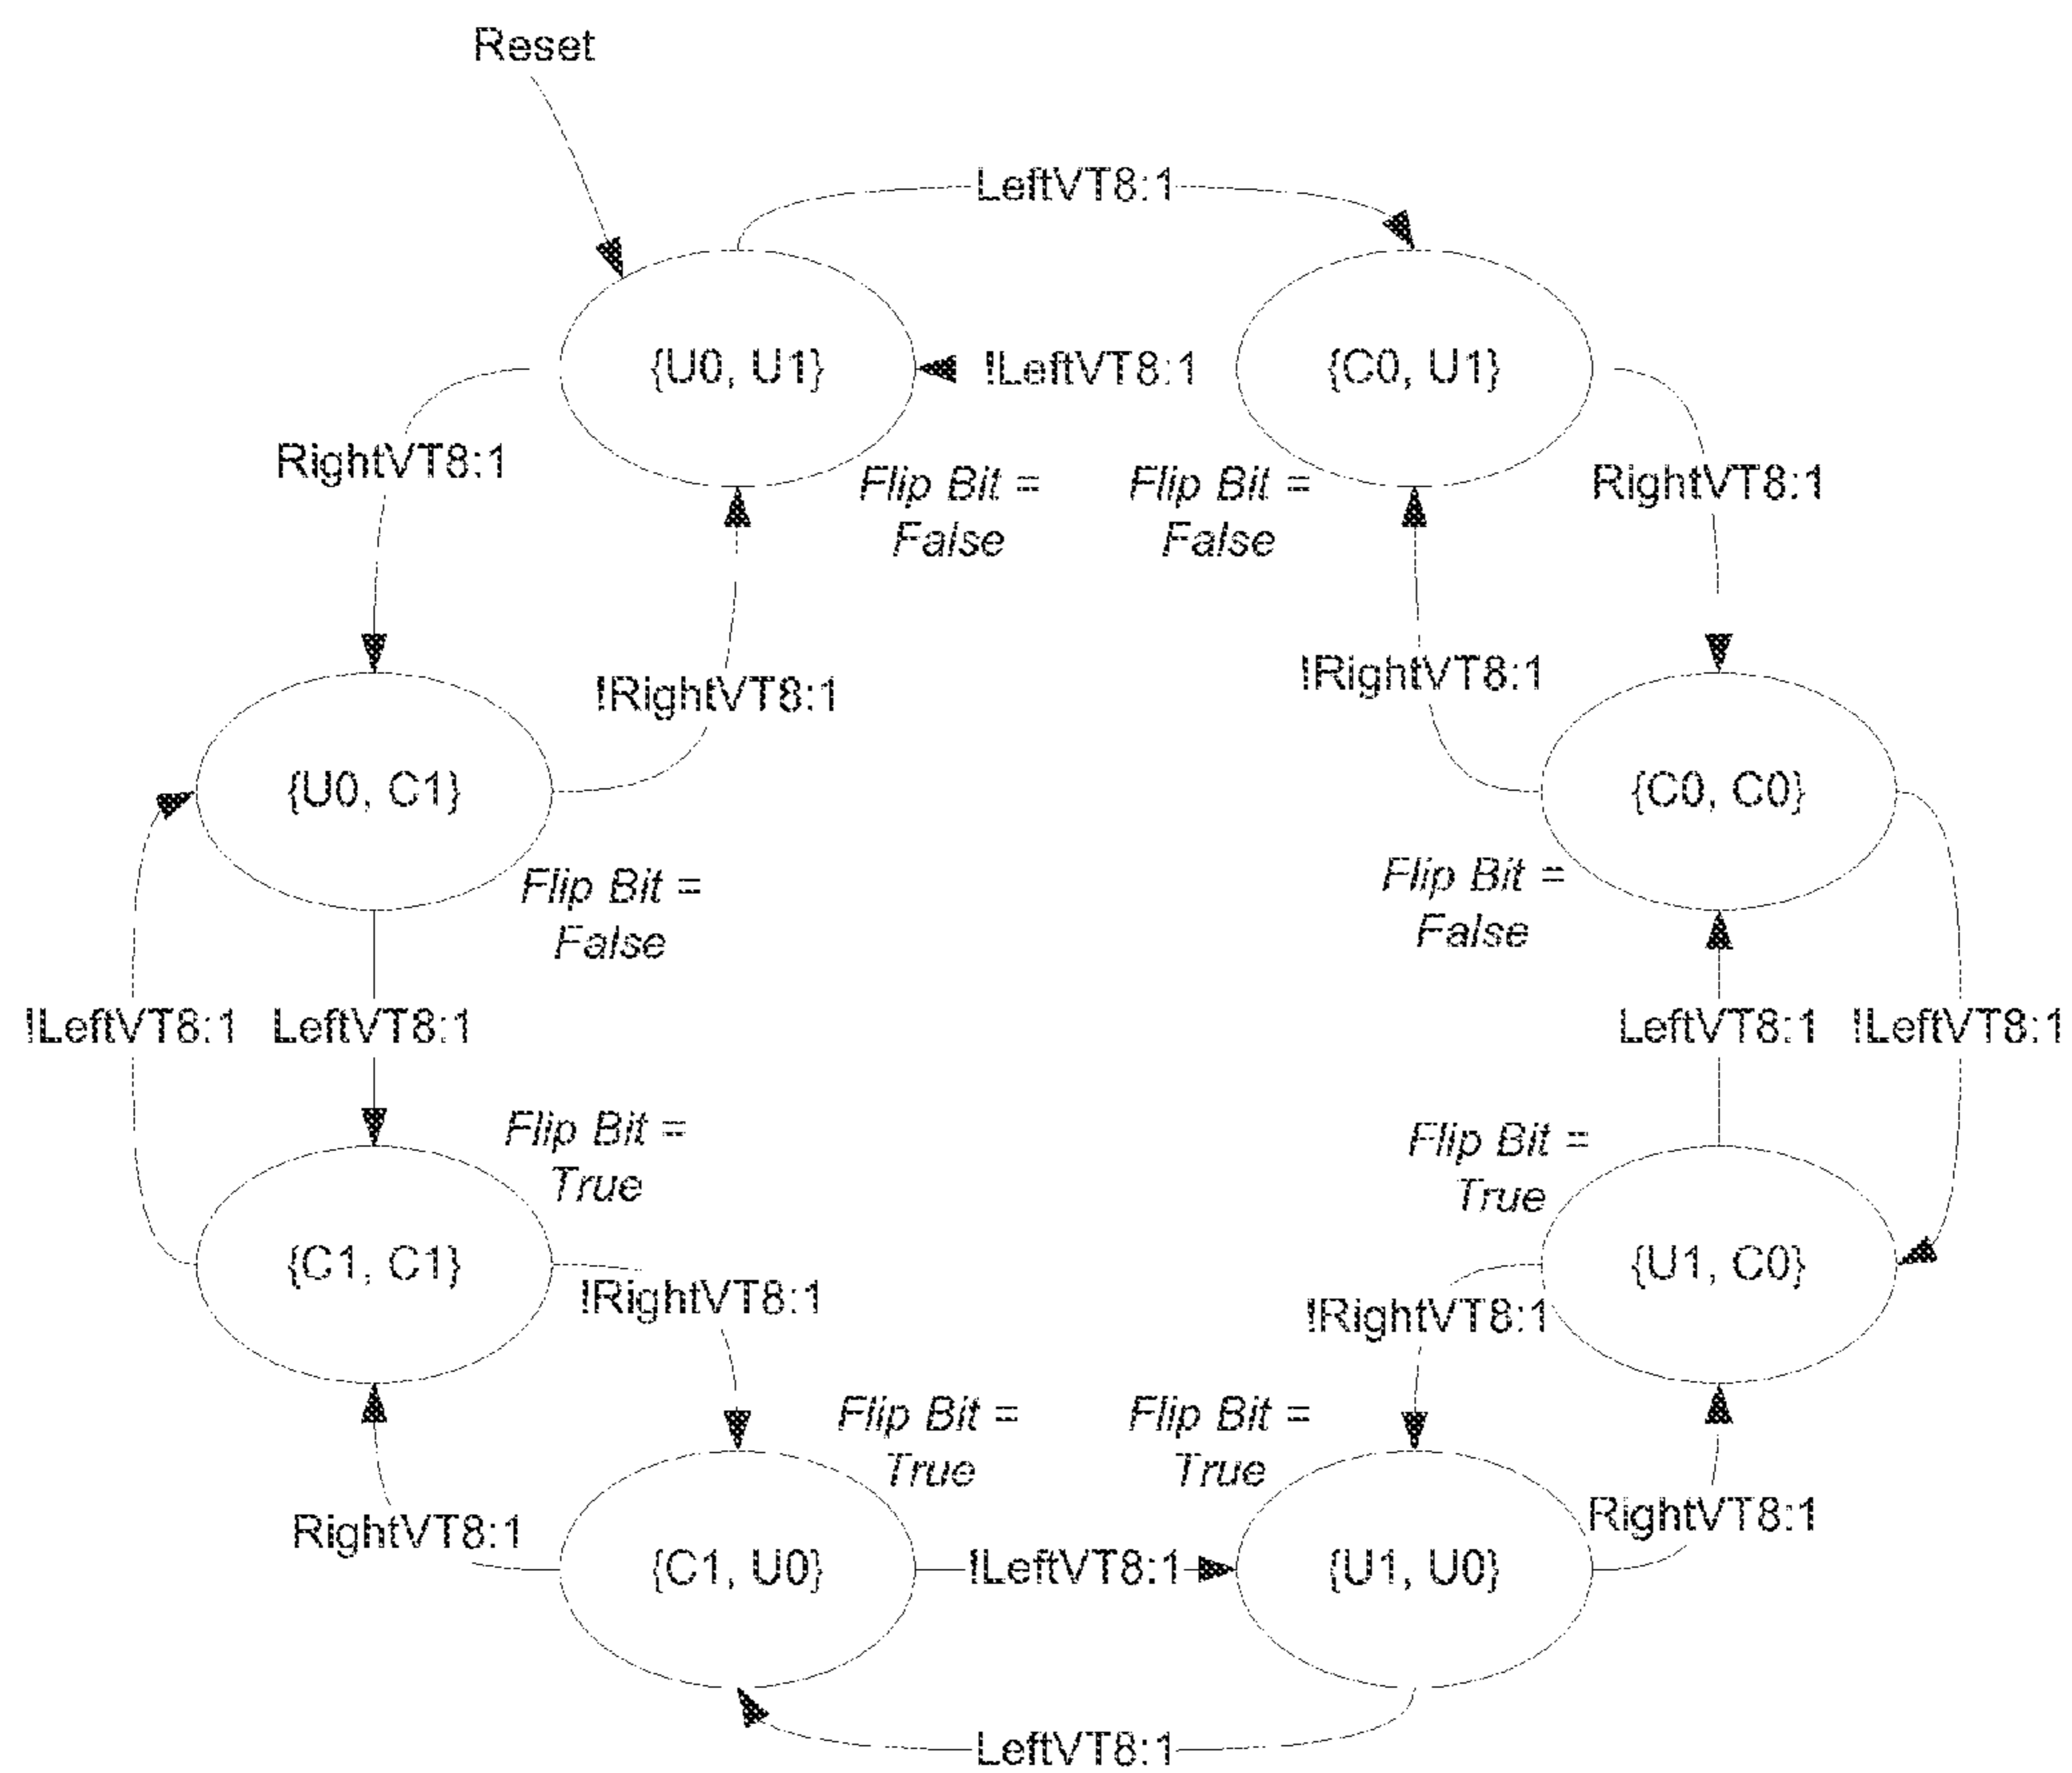 Reset
LeftVT8:1
{U0, U1}
!LeftVT8:1
{C0, U1}
RightVT8:1
Flip Bit =
False
Flip Bit =
False
RightVT8:1
!RightVT8:1
!RightVT8:1
{U0, C1}
{C0, C0}
Flip Bit =
False
Flip Bit =
False
!LeftVT8:1
LeftVT8:1
LeftVT8:1
!LeftVT8:1
Flip Bit =
True
Flip Bit =
True
{C1, C1}
{U1, C0}
!RightVT8:1
!RightVT8:1
Flip Bit =
True
Flip Bit =
True
RightVT8:1
RightVT8:1
{C1, U0}
!LeftVT8:1
{U1, U0}
LeftVT8:1